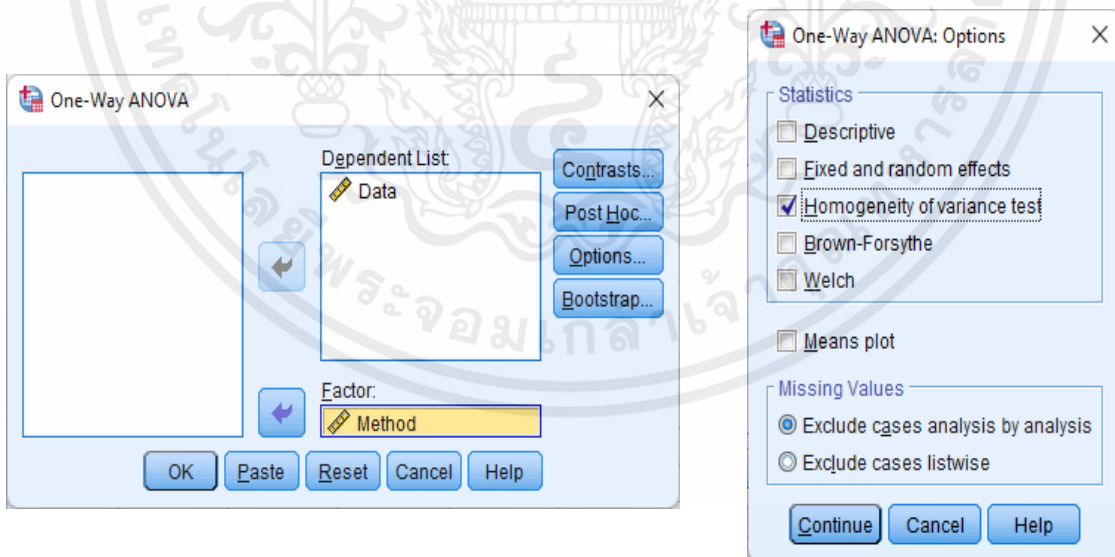 One-Way ANOVA
Dependent List:
Data
Contrasts...
Post Hoc...
Options...
Bootstrap...
Factor:
Method
OK
Paste
Reset
Cancel
Help
One-Way ANOVA: Options
Statistics
Descriptive
Fixed and random effects
Homogeneity of variance test
Brown-Forsythe
Welch
Means plot
Missing Values
Exclude cases analysis by analysis
Exclude cases listwise
Continue
Cancel
Help